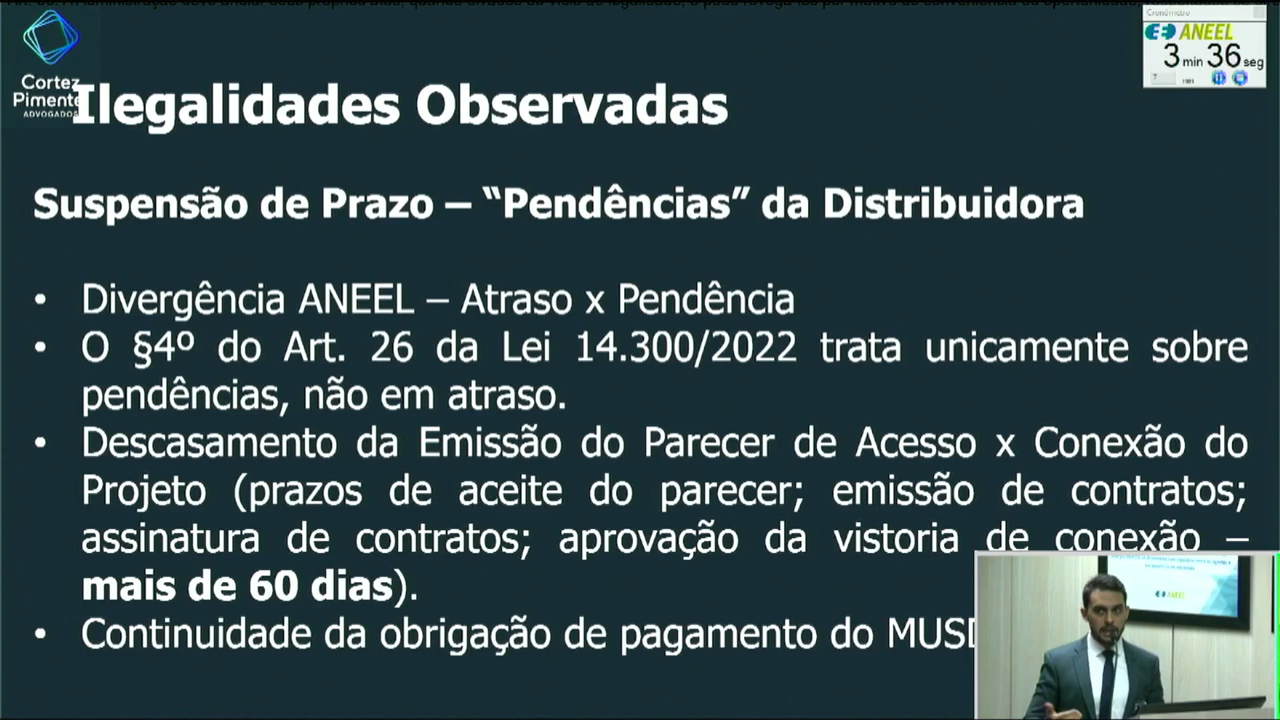 Cronômetro
ANEEL
3 min 36 seg
Cortez
Pimente
ADVOGADOS
Ilegalidades Observadas
Suspensão de Prazo – “Pendências” da Distribuidora
• Divergência ANEEL – Atraso x Pendência
• O §4º do Art. 26 da Lei 14.300/2022 trata unicamente sobre
pendências, não em atraso.
• Descasamento da Emissão do Parecer de Acesso x Conexão do
Projeto (prazos de aceite do parecer; emissão de contratos;
assinatura de contratos; aprovação da vistoria de conexão –
mais de 60 dias).
• Continuidade da obrigação de pagamento do MUSD
ANEEL